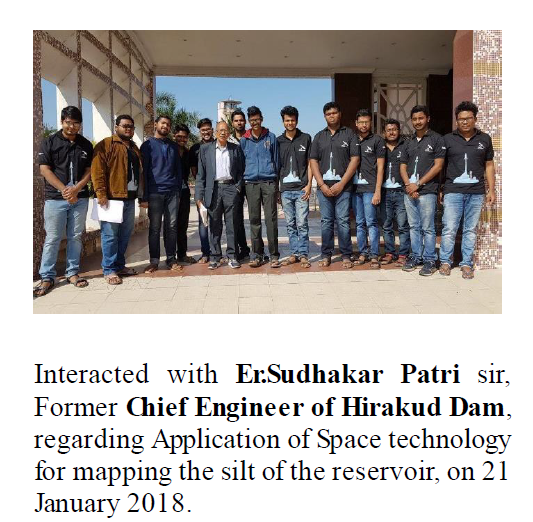 Interacted with Er.Sudhakar Patri sir,
Former Chief Engineer of Hirakud Dam,
regarding Application of Space technology
for mapping the silt of the reservoir, on 21
January 2018.